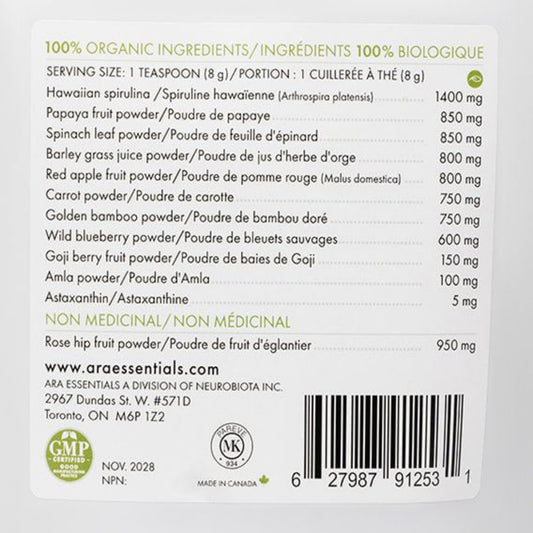 100% ORGANIC INGREDIENTS/INGRÉDIENTS 100% BIOLOGIQUE
SERVING SIZE: 1 TEASPOON (8 g)/PORTION : 1 CUILLERÉE À THÉ (8 g)
Hawaiian spirulina /Spiruline hawaïenne (Arthrospira platensis) 1400 mg
Papaya fruit powder/Poudre de papaye 850 mg
Spinach leaf powder/Poudre de feuille d'épinard 850 mg
Barley grass juice powder/Poudre de jus d'herbe d'orge 800 mg
Red apple fruit powder/Poudre de pomme rouge (Malus domestica) 800 mg
Carrot powder/Poudre de carotte 750 mg
Golden bamboo powder/Poudre de bambou doré 750 mg
Wild blueberry powder/Poudre de bleuets sauvages 600 mg
Goji berry fruit powder/Poudre de baies de Goji 150 mg
Amla powder/Poudre d'Amla 100 mg
Astaxanthin/Astaxanthine 5 mg
NON MEDICINAL/NON MÉDICINAL
Rose hip fruit powder/Poudre de fruit d'églantier 950 mg
www.araessentials.com
ARA ESSENTIALS A DIVISION OF NEUROBIOTA INC.
2967 Dundas St. W. #571D
Toronto, ON M6P 1Z2
GMP
CERTIFIED
GOOD
MANUFACTURING
PRACTICE
NOV. 2028
NPN:
PAREVE
MK
934
MADE IN CANADA
6 27987 91253 1